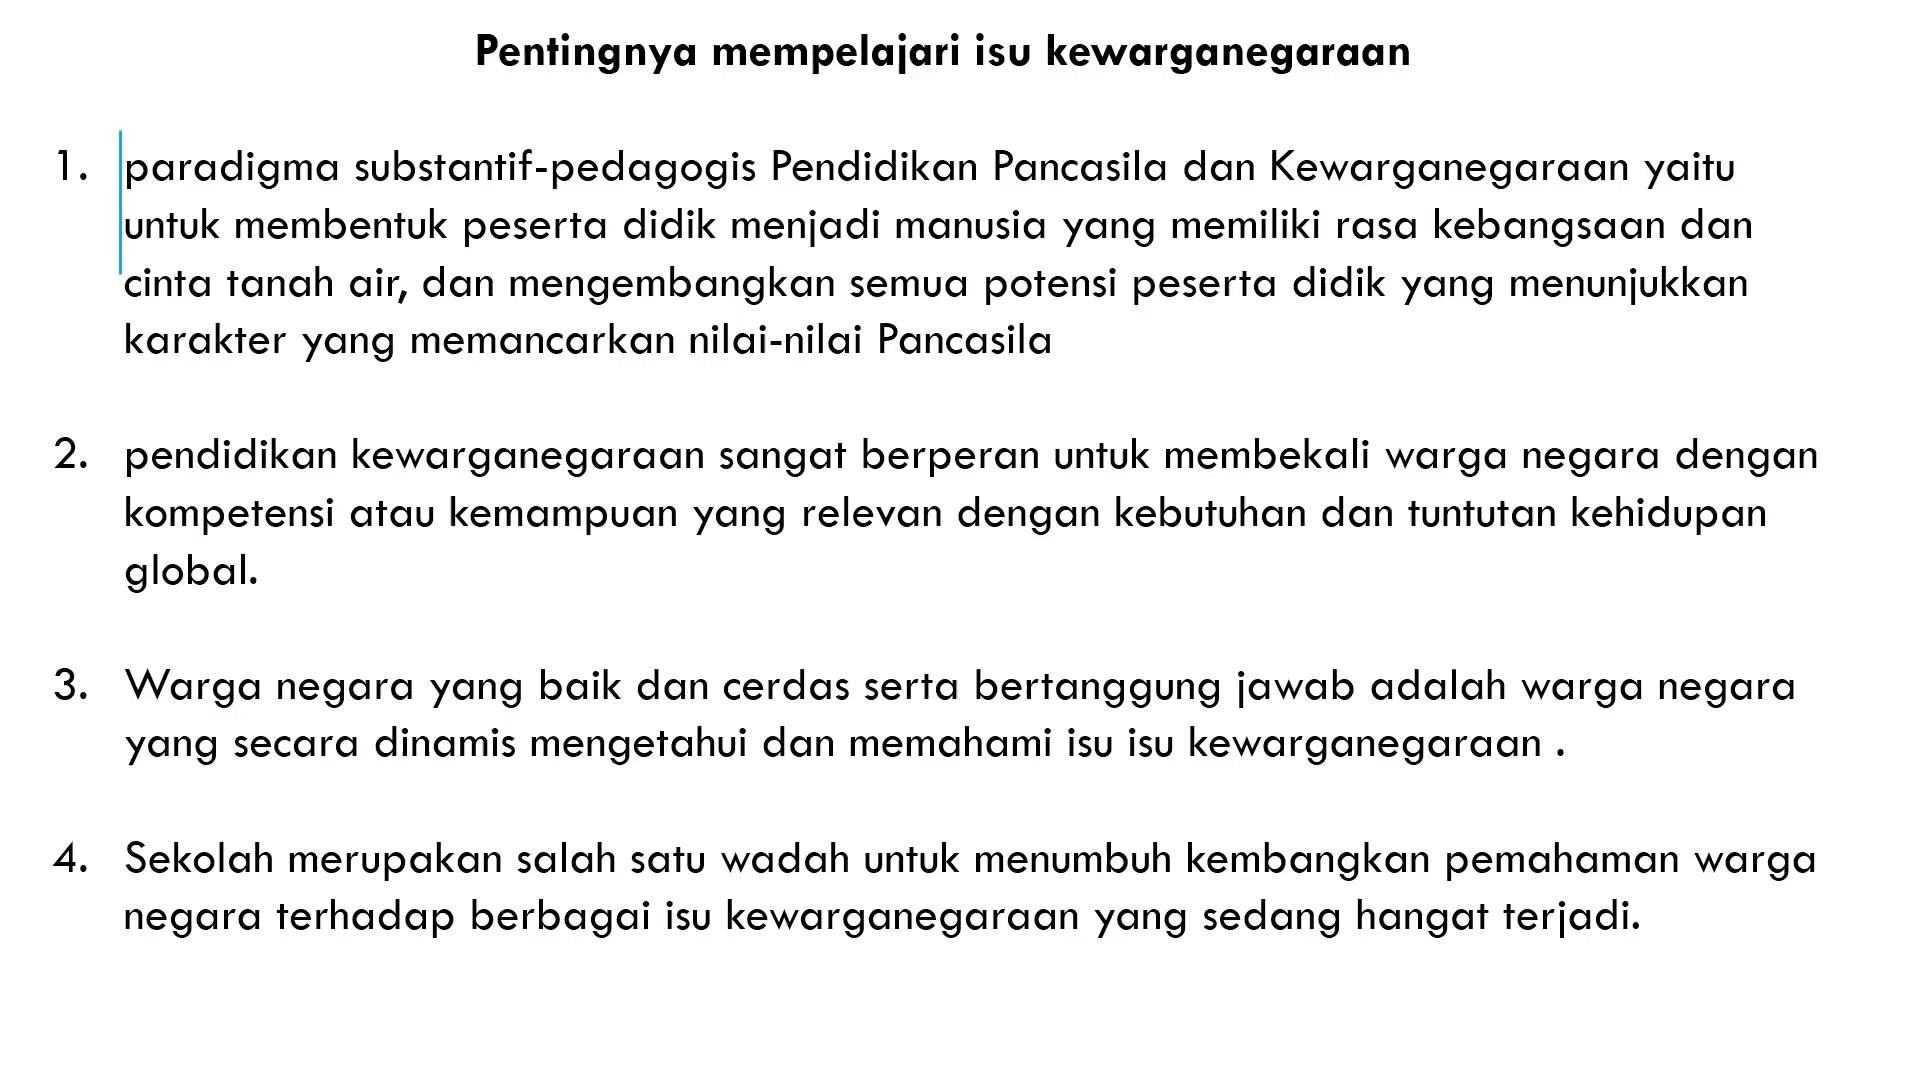 Pentingnya mempelajari isu kewarganegaraan
1. paradigma substantif-pedagogis Pendidikan Pancasila dan Kewarganegaraan yaitu
untuk membentuk peserta didik menjadi manusia yang memiliki rasa kebangsaan dan
cinta tanah air, dan mengembangkan semua potensi peserta didik yang menunjukkan
karakter yang memancarkan nilai-nilai Pancasila
2. pendidikan kewarganegaraan sangat berperan untuk membekali warga negara dengan
kompetensi atau kemampuan yang relevan dengan kebutuhan dan tuntutan kehidupan
global.
3. Warga negara yang baik dan cerdas serta bertanggung jawab adalah warga negara
yang secara dinamis mengetahui dan memahami isu isu kewarganegaraan .
4. Sekolah merupakan salah satu wadah untuk menumbuh kembangkan pemahaman warga
negara terhadap berbagai isu kewarganegaraan yang sedang hangat terjadi.